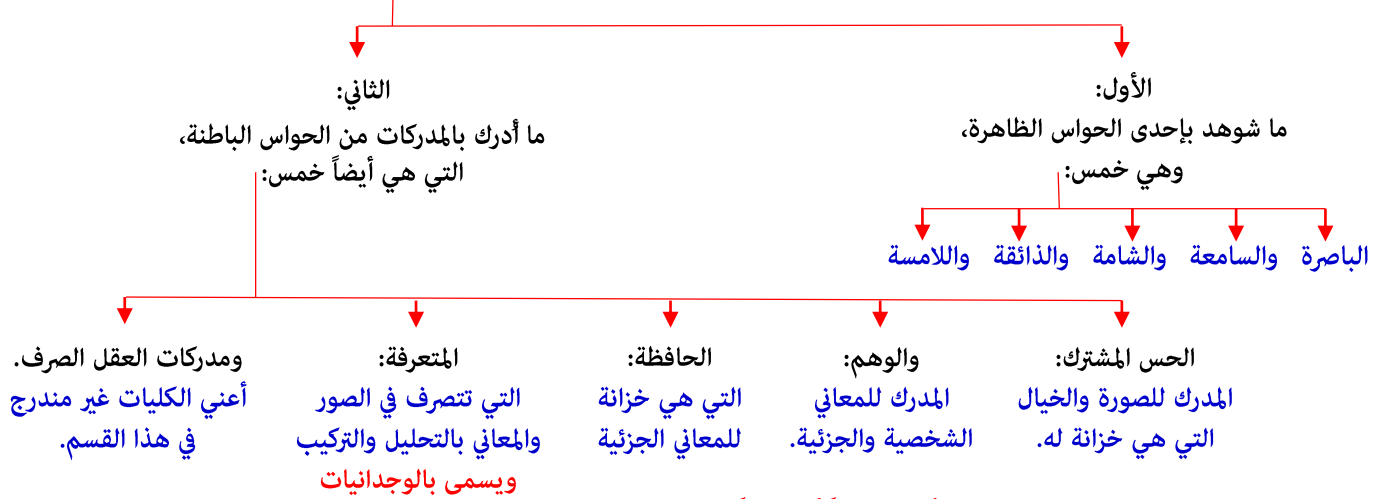 الأول:
ما شوهد بإحدى الحواس الظاهرة،
وهي خمس:
الباصرة والسامعة والشامة والذائقة واللامسة
الثاني:
ما أُدرك بالمدركات من الحواس الباطنة،
التي هي أيضاً خمس:
الحس المشترك:
المدرك للصورة والخيال
التي هي خزانة له.
والوهم:
المدرك للمعاني
الشخصية والجزئية.
الحافظة:
التي هي خزانة
للمعاني الجزئية
المتعرفة:
التي تتصرف في الصور
والمعاني بالتحليل والتركيب
ويسمى بالوجدانيات
ومدركات العقل الصرف.
أعني الكليات غير مندرج
في هذا القسم.